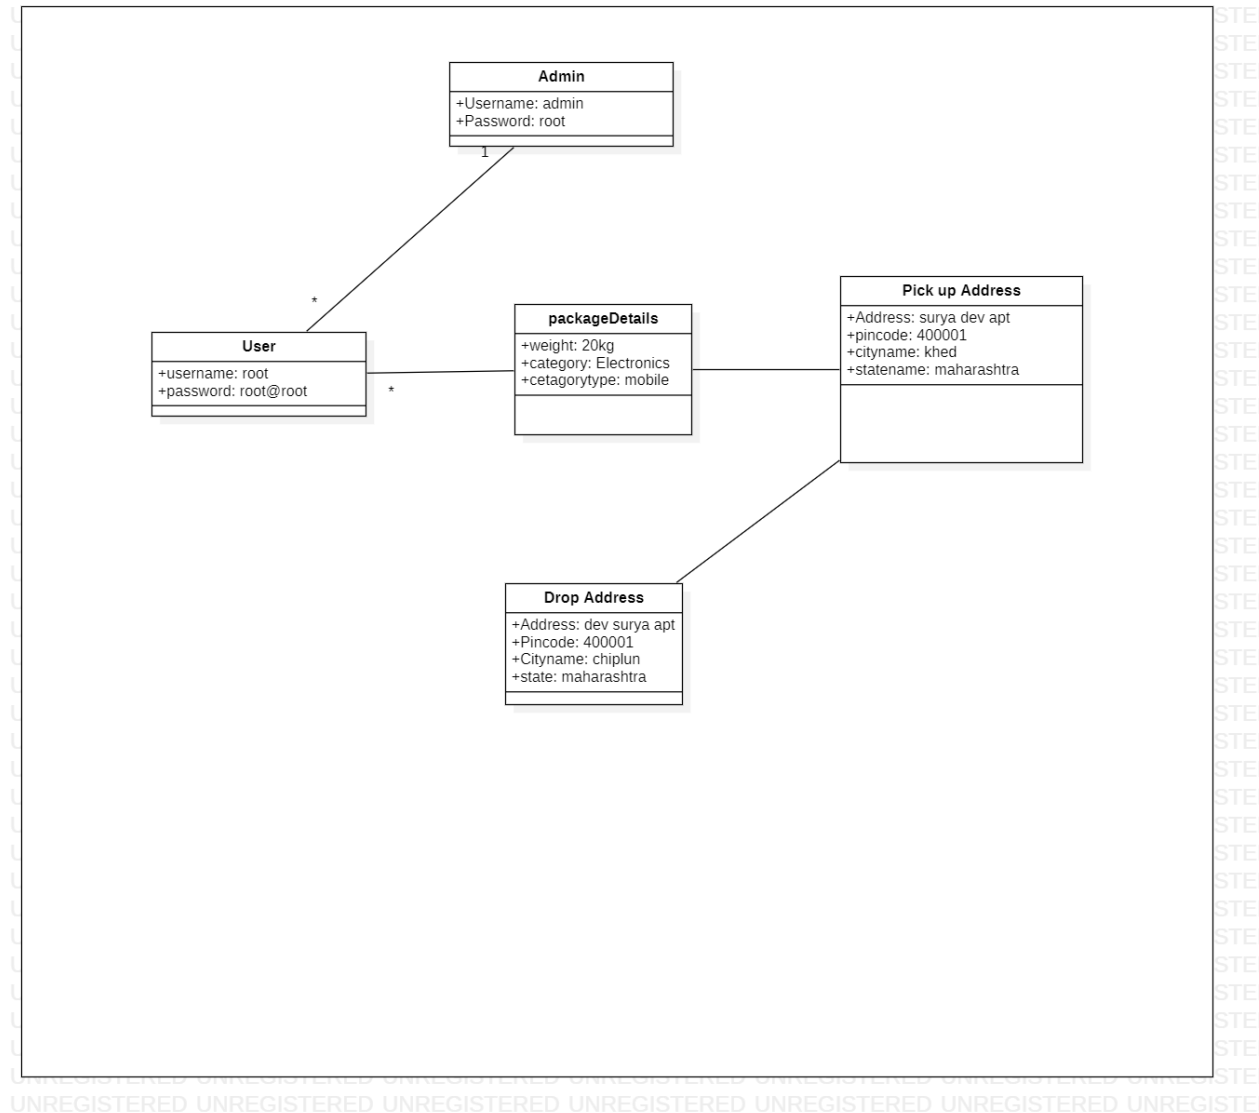 Admin
+Username: admin
+Password: root
1
*
User
+username: root
+password: root@root
*
packageDetails
+weight: 20kg
+category: Electronics
+cetagorytype: mobile
Pick up Address
+Address: surya dev apt
+pincode: 400001
+cityname: khed
+statename: maharashtra
Drop Address
+Address: dev surya apt
+Pincode: 400001
+Cityname: chiplun
+state: maharashtra
UNREGISTERED UNREGISTERED UNREGISTERED UNREGISTERED UNREGISTERED UNREGISTERED UNREGISTE